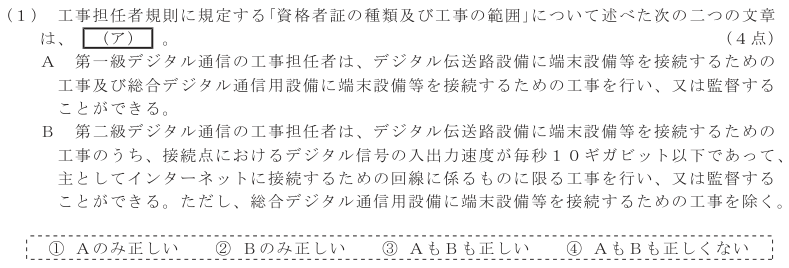 （１） 工事担任者規則に規定する｢資格者証の種類及び工事の範囲｣について述べた次の二つの文章
は、 （ア） 。 （４点）
Ａ 第一級デジタル通信の工事担任者は、デジタル伝送路設備に端末設備等を接続するための
工事及び総合デジタル通信用設備に端末設備等を接続するための工事を行い、又は監督する
ことができる。
Ｂ 第二級デジタル通信の工事担任者は、デジタル伝送路設備に端末設備等を接続するための
工事のうち、接続点におけるデジタル信号の入出力速度が毎秒１０ギガビット以下であって、
主としてインターネットに接続するための回線に係るものに限る工事を行い、又は監督する
ことができる。ただし、総合デジタル通信用設備に端末設備等を接続するための工事を除く。
① Ａのみ正しい ② Ｂのみ正しい ③ ＡもＢも正しい ④ ＡもＢも正しくない